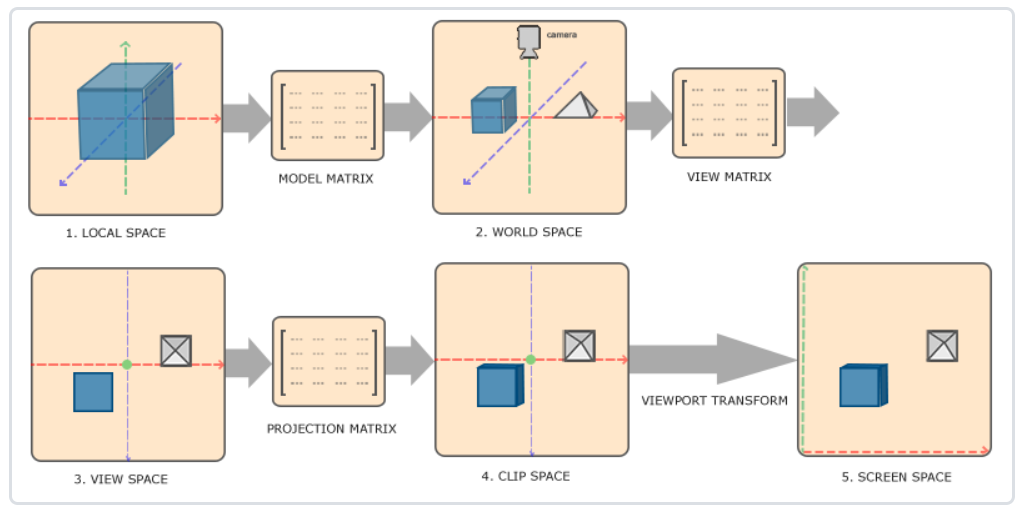 camera
MODEL MATRIX
VIEW MATRIX
1. LOCAL SPACE
2. WORLD SPACE
PROJECTION MATRIX
VIEWPORT TRANSFORM
3. VIEW SPACE
4. CLIP SPACE
5. SCREEN SPACE